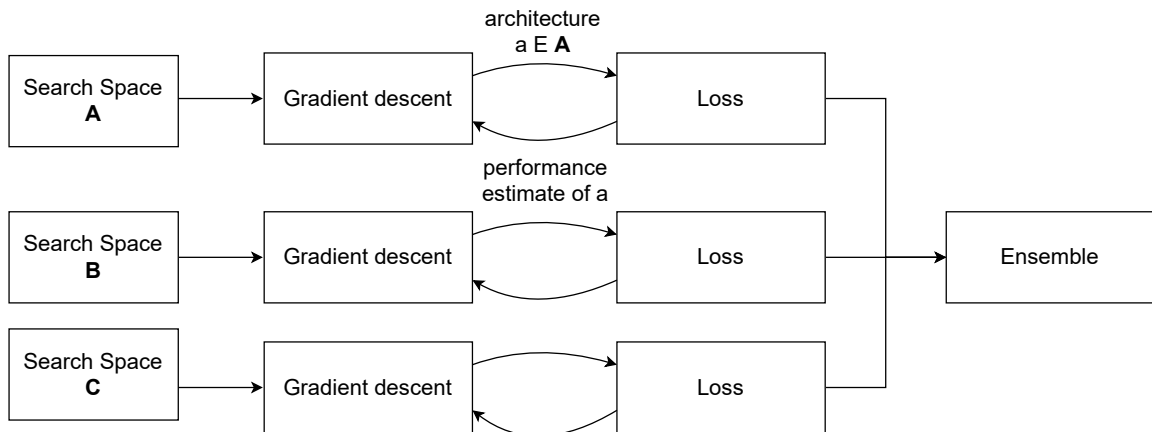 architecture
a E A
Search Space
A
Gradient descent
Loss
performance
estimate of a
Search Space
B
Gradient descent
Loss
Ensemble
Search Space
C
Gradient descent
Loss